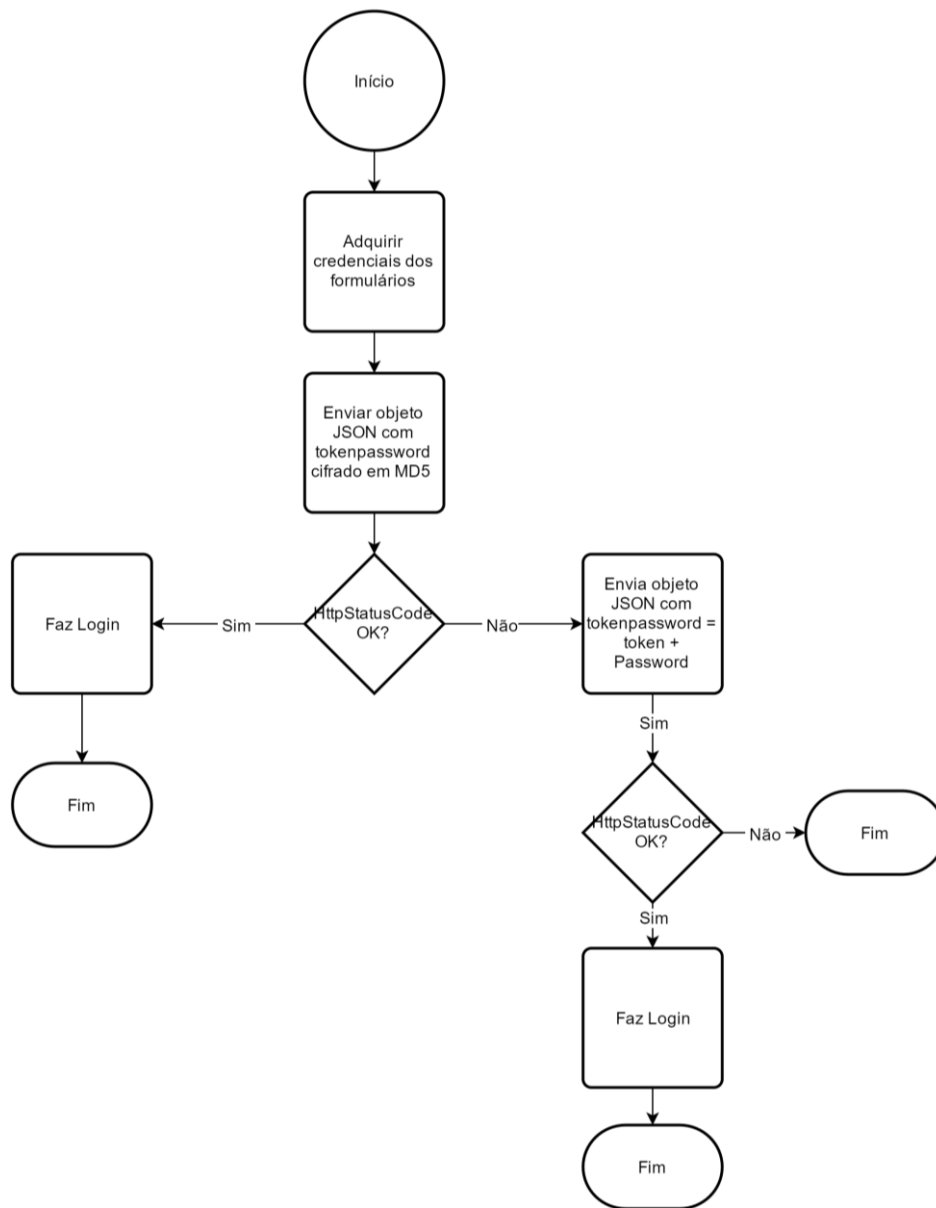 Início
Adquirir
credenciais dos
formulários
Enviar objeto
JSON com
tokenpassword
cifrado em MD5
HttpStatusCode
OK?
Sim
Não
Faz Login
Envia objeto
JSON com
tokenpassword =
token +
Password
Fim
Sim
HttpStatusCode
OK?
Não
Fim
Sim
Faz Login
Fim